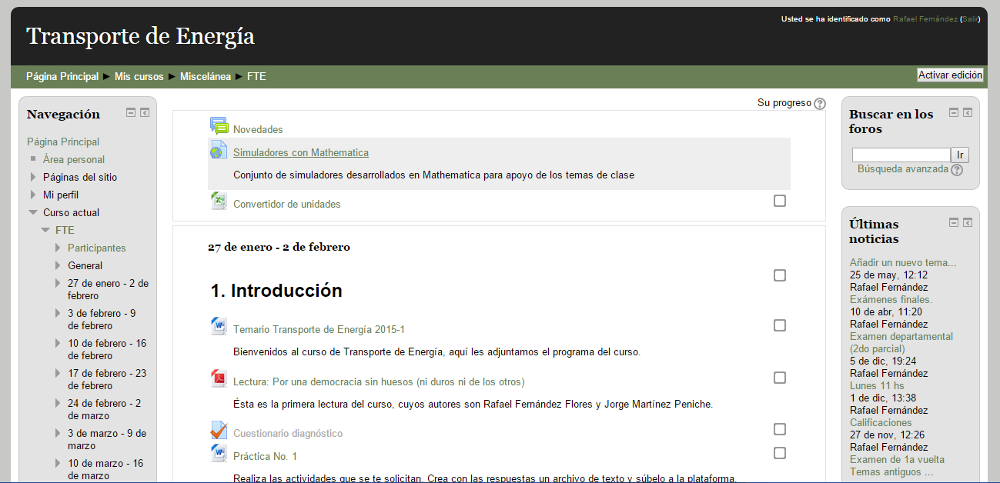 Usted se ha identificado como Rafael Fernández (Salir)
Transporte de Energía
Página Principal ► Mis cursos ► Miscelánea ► FTE
Activar edición
Navegación
Página Principal
Área personal
Páginas del sitio
Mi perfil
Curso actual
FTE
Participantes
General
27 de enero - 2 de
febrero
3 de febrero - 9
de febrero
10 de febrero - 16
de febrero
17 de febrero - 23
de febrero
24 de febrero - 2
de marzo
3 de marzo - 9 de
marzo
10 de marzo - 16
de marzo
Su progreso
Novedades
Simuladores con Mathematica
Conjunto de simuladores desarrollados en Mathematica para apoyo de los temas de clase
Convertidor de unidades
27 de enero - 2 de febrero
1. Introducción
Temario Transporte de Energía 2015-1
Bienvenidos al curso de Transporte de Energía, aquí les adjuntamos el programa del curso.
Lectura: Por una democracia sin huesos (ni duros ni de los otros)
Ésta es la primera lectura del curso, cuyos autores son Rafael Fernández Flores y Jorge Martínez Peniche.
Cuestionario diagnóstico
Práctica No. 1
Realiza las actividades que se te solicitan. Crea con las respuestas un archivo de texto y súbelo a la plataforma.
Buscar en los
foros
Ir
Búsqueda avanzada
Últimas
noticias
Añadir un nuevo tema...
25 de may, 12:12
Rafael Fernández
Exámenes finales.
10 de abr, 11:20
Rafael Fernández
Examen departamental
(2do parcial)
5 de dic, 19:24
Rafael Fernández
Lunes 11 hs
1 de dic, 13:38
Rafael Fernández
Calificaciones
27 de nov, 12:26
Rafael Fernández
Examen de 1a vuelta
Temas antiguos ...